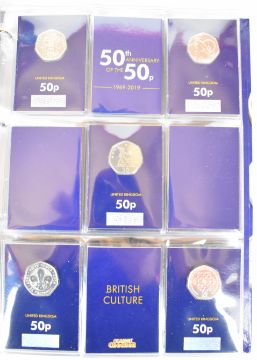 UNITED KINGDOM
50p
50th
ANNIVERSARY
OF THE
50p
1969-2019
UNITED KINGDOM
50p
UNITED KINGDOM
50p
UNITED KINGDOM
50p
BRITISH
CULTURE
UNITED KINGDOM
50p